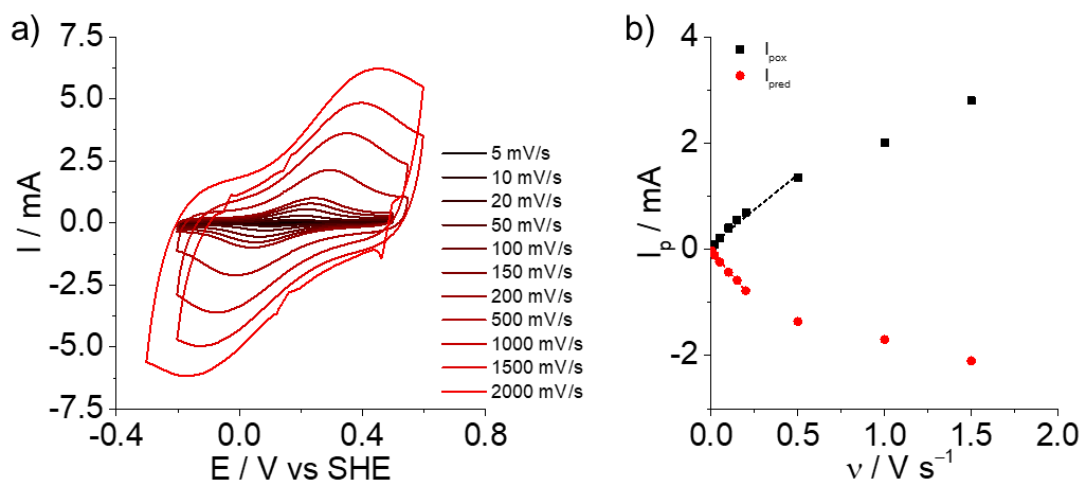 a)
7.5
5.0
2.5
0.0
-2.5
-5.0
-7.5
I / mA
-0.4
0.0
0.4
0.8
E / V vs SHE
5 mV/s
10 mV/s
20 mV/s
50 mV/s
100 mV/s
150 mV/s
200 mV/s
500 mV/s
1000 mV/s
1500 mV/s
2000 mV/s
b)
4
2
0
-2
I_p / mA
I_pox
I_pred
0.0
0.5
1.0
1.5
2.0
ν / V s⁻¹